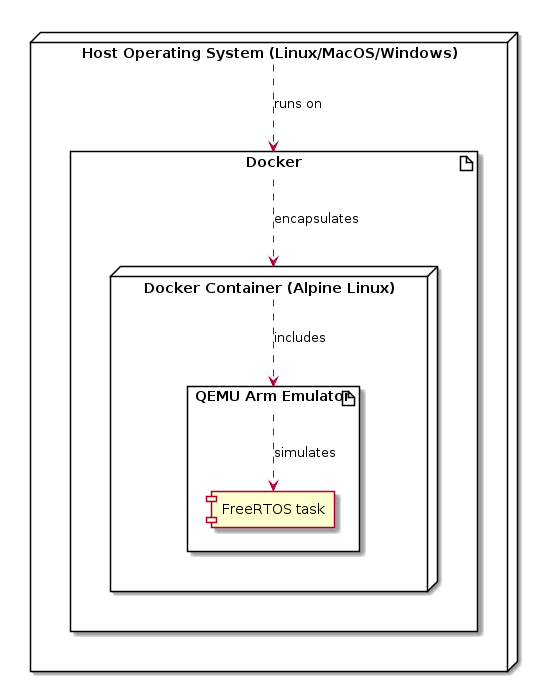 Host Operating System (Linux/MacOS/Windows)
runs on
Docker
encapsulates
Docker Container (Alpine Linux)
includes
QEMU Arm Emulator
simulates
FreeRTOS task